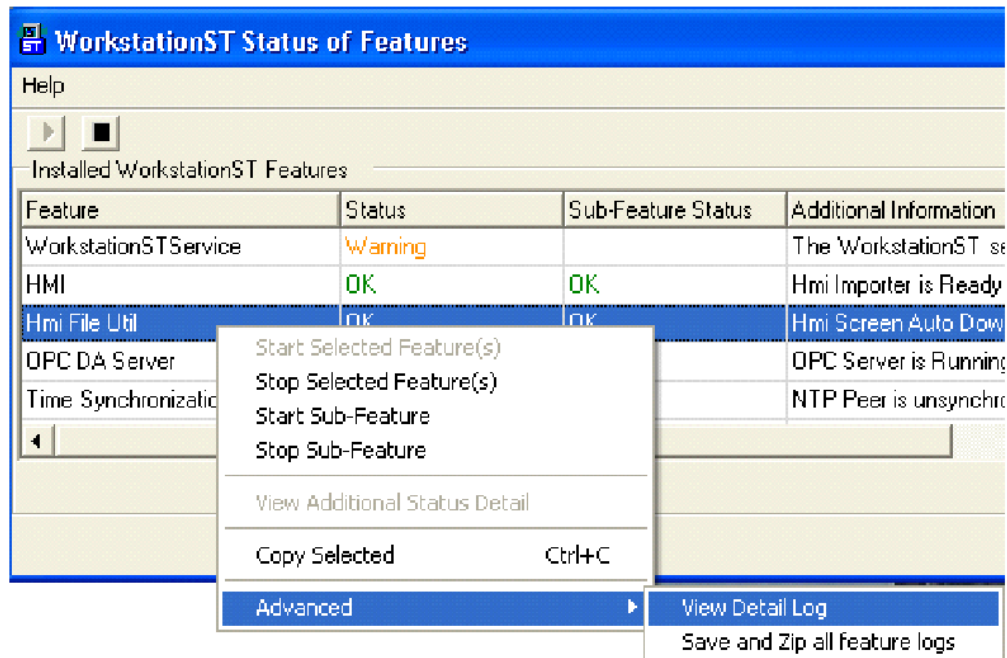 WorkstationST Status of Features
Help
Installed WorkstationST Features
Feature Status Sub-Feature Status Additional Information
WorkstationSTService Warning The WorkstationST se
HMI OK OK Hmi Importer is Ready
Hmi File Util OK OK Hmi Screen Auto Dow
OPC DA Server OPC Server is Running
Time Synchronizatio NTP Peer is unsynchro
Start Selected Feature(s)
Stop Selected Feature(s)
Start Sub-Feature
Stop Sub-Feature
View Additional Status Detail
Copy Selected Ctrl+C
Advanced
View Detail Log
Save and Zip all feature logs